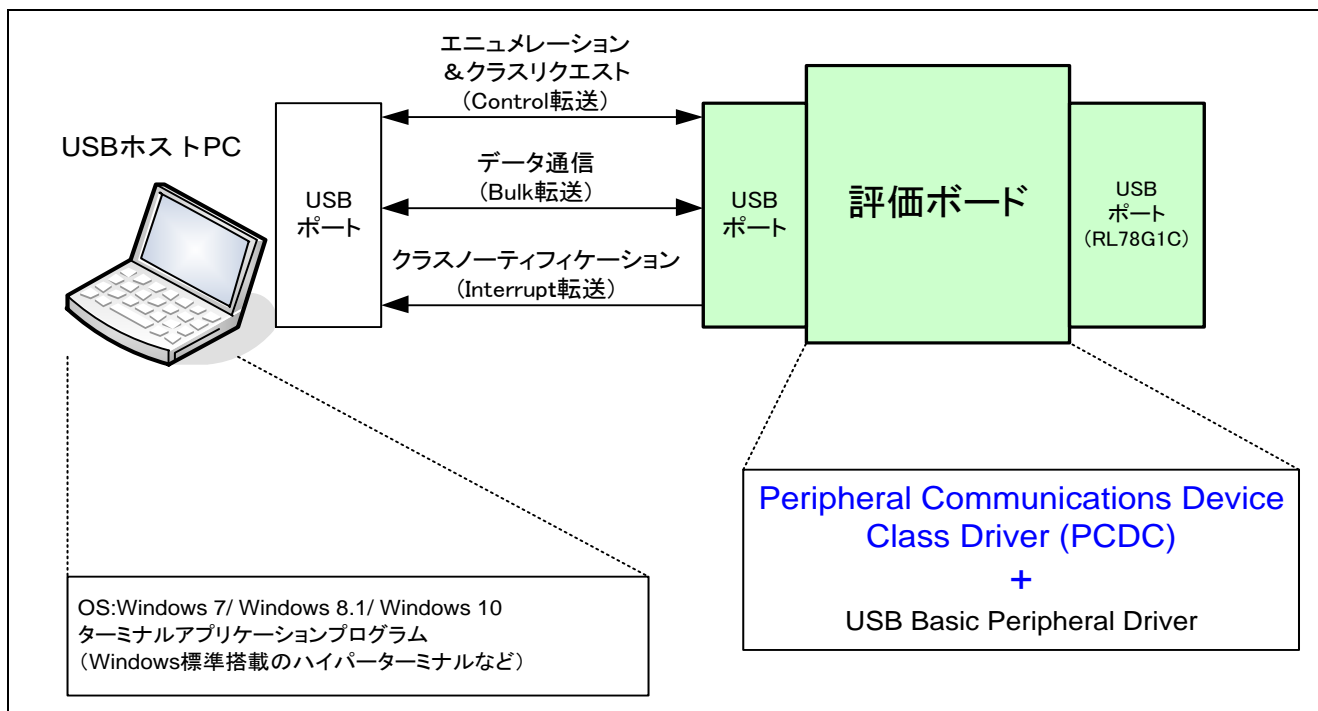 エニュメレーション
&クラスリクエスト
(Control転送)
USBホストPC
USB
ポート
データ通信
(Bulk転送)
クラスノーティフィケーション
(Interrupt転送)
USB
ポート
評価ボード
USB
ポート
(RL78G1C)
Peripheral Communications Device
Class Driver (PCDC)
+
USB Basic Peripheral Driver
OS:Windows 7/ Windows 8.1/ Windows 10
ターミナルアプリケーションプログラム
(Windows標準搭載のハイパーターミナルなど)